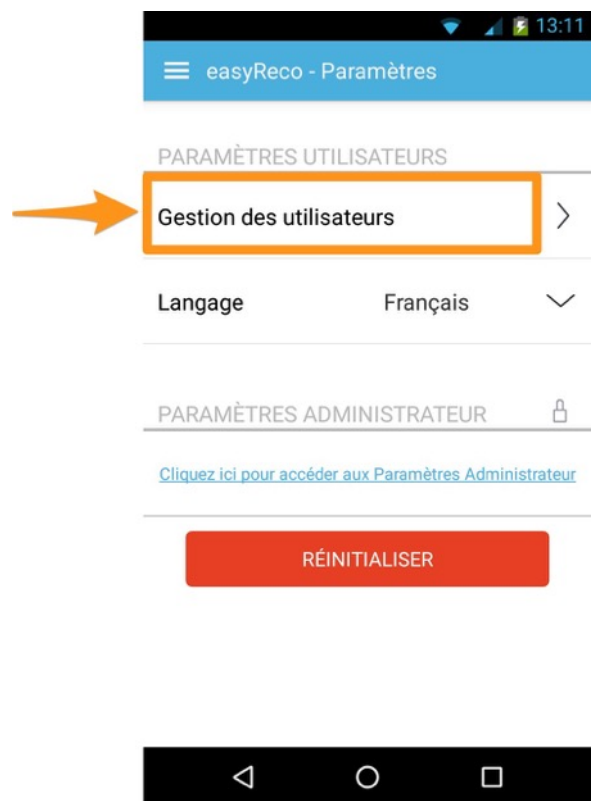 13:11
easyReco - Paramètres
PARAMÈTRES UTILISATEURS
Gestion des utilisateurs
Langage Français
PARAMÈTRES ADMINISTRATEUR
Cliquez ici pour accéder aux Paramètres Administrateur
RÉINITIALISER